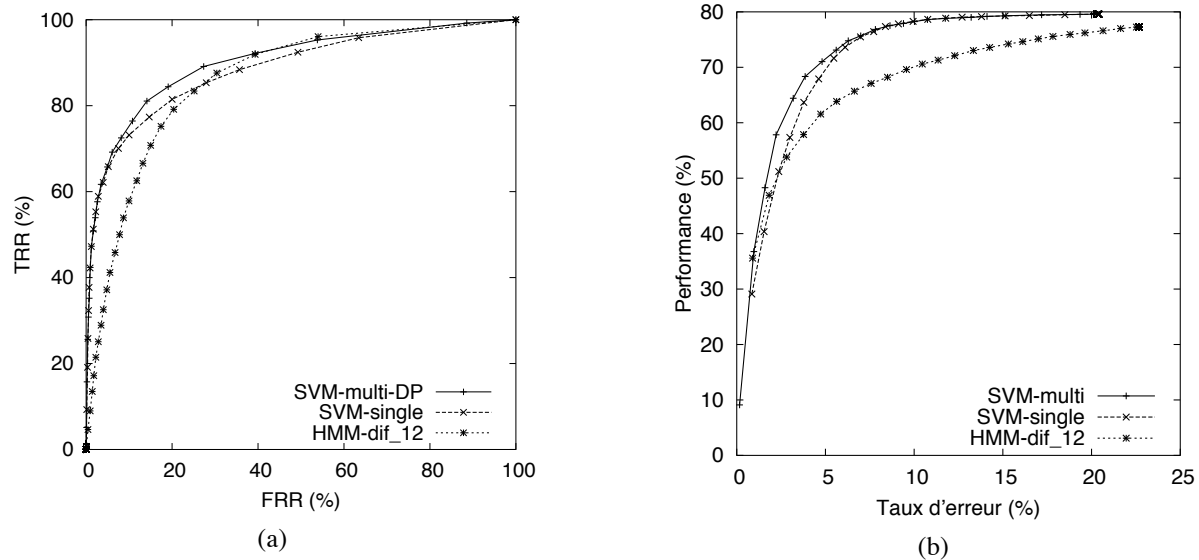 100
80
60
40
20
0
TRR (%)
SVM-multi-DP
SVM-single
HMM-dif_12
0 20 40 60 80 100
FRR (%)
(a)
80
70
60
50
40
30
20
10
0
Performance (%)
SVM-multi
SVM-single
HMM-dif_12
0 5 10 15 20 25
Taux d'erreur (%)
(b)